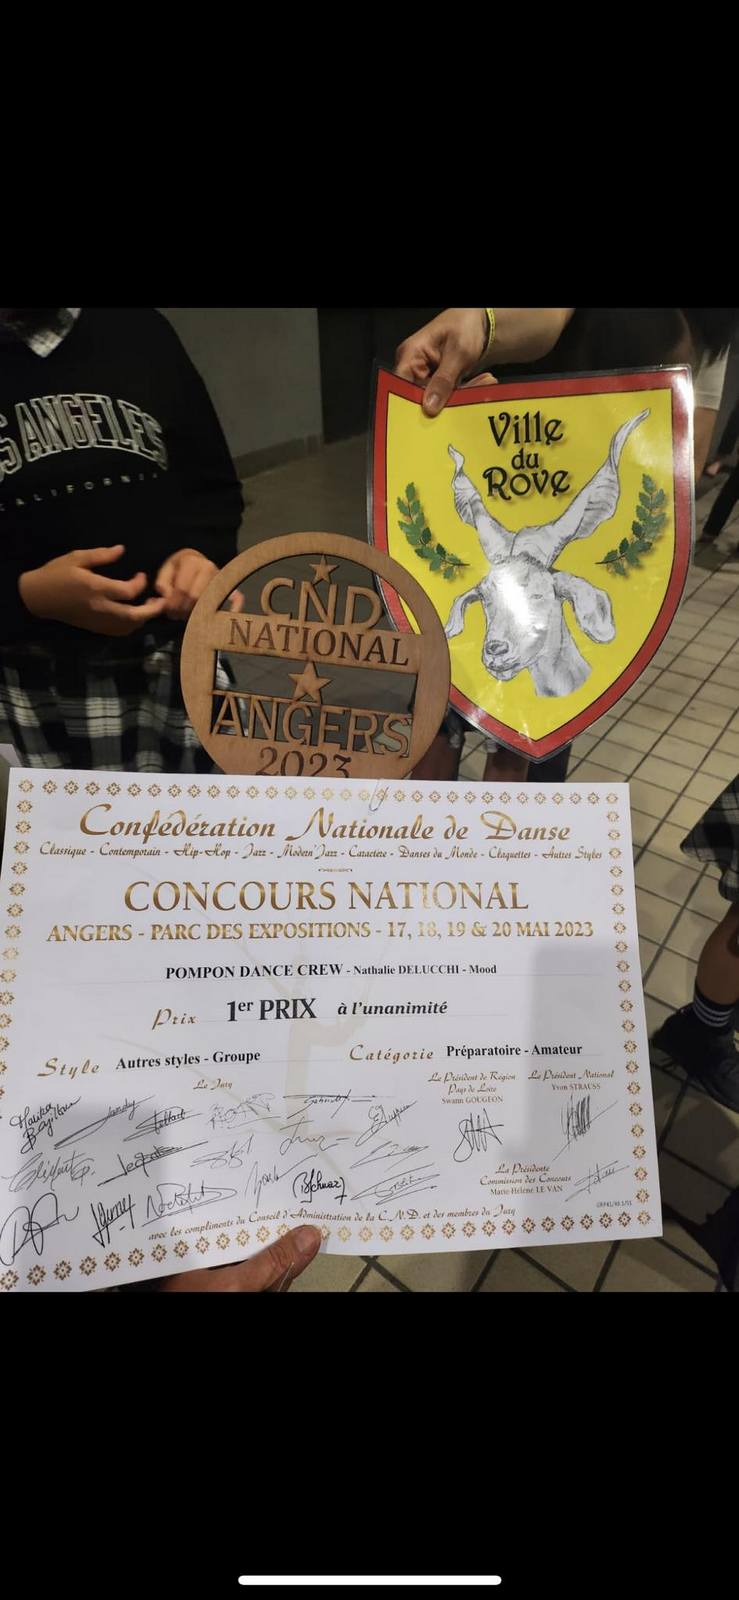 S ANGELES
CALIFORNIA
Ville
du
Rove
CND
NATIONAL
ANGERS
2023
Confédération Nationale de Danse
Classique - Contemporain - Hip-Hop - Jazz - Modern'Jazz - Caractère - Danses du Monde - Claquettes - Autres Styles
CONCOURS NATIONAL
ANGERS - PARC DES EXPOSITIONS - 17, 18, 19 & 20 MAI 2023
POMPON DANCE CREW - Nathalie DELUCCHI - Mood
Prix 1er PRIX à l'unanimité
Style Autres styles - Groupe Catégorie Préparatoire - Amateur
Le Jury
Le Président de Region
Pays de Loire
Swann GOUGEON
Le Président National
Yvon STRAUSS
La Présidente
Commission des Concours
Marie-Hélène LE VAN
avec les compliments du Conseil d'Administration de la C.N.D. et des membres du Jury